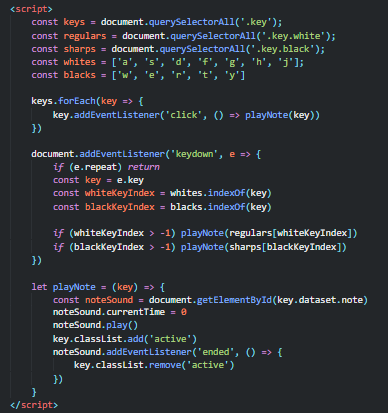 <script>
const keys = document.querySelectorAll('.key');
const regulars = document.querySelectorAll('.key.white');
const sharps = document.querySelectorAll('.key.black');
const whites = ['a', 's', 'd', 'f', 'g', 'h', 'j'];
const blacks = ['w', 'e', 'r', 't', 'y']
keys.forEach(key => {
key.addEventListener('click', () => playNote(key))
})
document.addEventListener('keydown', e => {
if (e.repeat) return
const key = e.key
const whiteKeyIndex = whites.indexOf(key)
const blackKeyIndex = blacks.indexOf(key)
if (whiteKeyIndex > -1) playNote(regulars[whiteKeyIndex])
if (blackKeyIndex > -1) playNote(sharps[blackKeyIndex])
})
let playNote = (key) => {
const noteSound = document.getElementById(key.dataset.note)
noteSound.currentTime = 0
noteSound.play()
key.classList.add('active')
noteSound.addEventListener('ended', () => {
key.classList.remove('active')
})
}
</script>